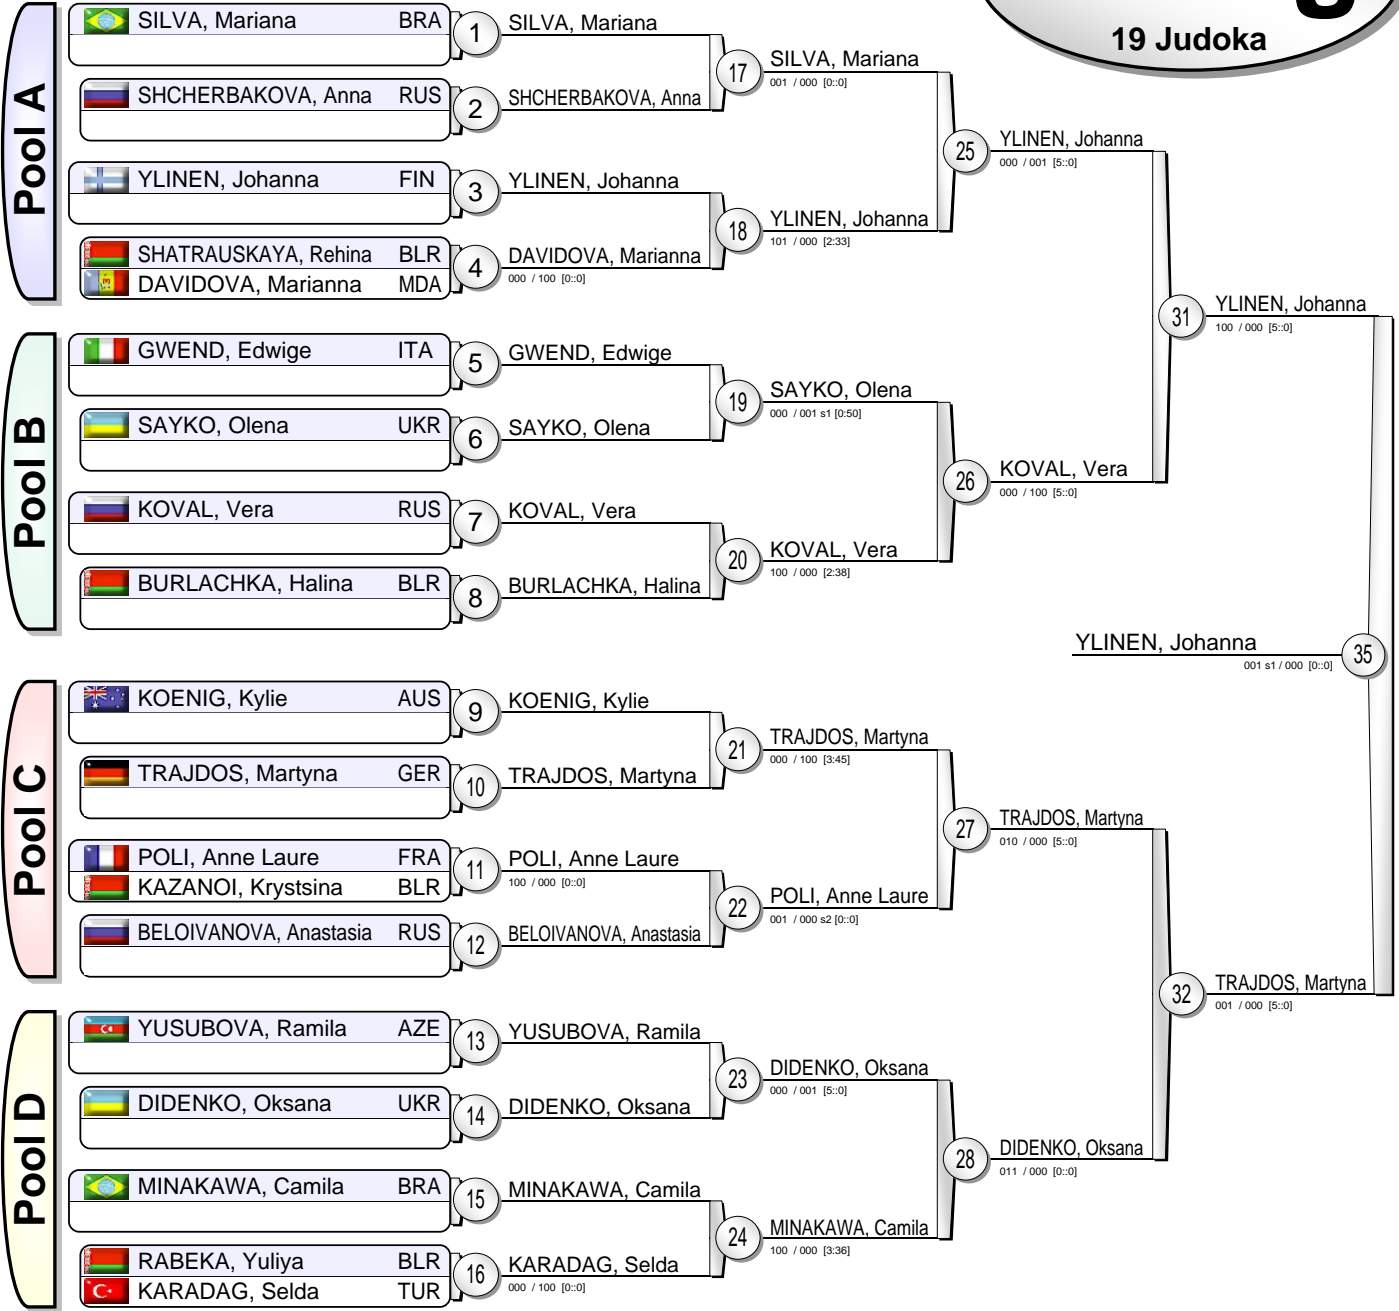 19 Judoka
Pool A
SILVA, Mariana BRA
1
SHCHERBAKOVA, Anna RUS
2
YLINEN, Johanna FIN
3
SHATRAUSKAYA, Rehina BLR
DAVIDOVA, Marianna MDA
4
Pool B
GWEND, Edwige ITA
5
SAYKO, Olena UKR
6
KOVAL, Vera RUS
7
BURLACHKA, Halina BLR
8
Pool C
KOENIG, Kylie AUS
9
TRAJDOS, Martyna GER
10
POLI, Anne Laure FRA
KAZANOI, Krystsina BLR
11
BELOIVANOVA, Anastasia RUS
12
Pool D
YUSUBOVA, Ramila AZE
13
DIDENKO, Oksana UKR
14
MINAKAWA, Camila BRA
15
RABEKA, Yuliya BLR
KARADAG, Selda TUR
16
SILVA, Mariana
SHCHERBAKOVA, Anna
17
YLINEN, Johanna
DAVIDOVA, Marianna
000 / 100 [0::0]
18
GWEND, Edwige
SAYKO, Olena
19
KOVAL, Vera
BURLACHKA, Halina
20
KOENIG, Kylie
TRAJDOS, Martyna
21
POLI, Anne Laure
100 / 000 [0::0]
BELOIVANOVA, Anastasia
22
YUSUBOVA, Ramila
DIDENKO, Oksana
23
MINAKAWA, Camila
KARADAG, Selda
000 / 100 [0::0]
24
SILVA, Mariana
001 / 000 [0::0]
YLINEN, Johanna
101 / 000 [2:33]
25
SAYKO, Olena
000 / 001 s1 [0:50]
KOVAL, Vera
100 / 000 [2:38]
26
TRAJDOS, Martyna
000 / 100 [3:45]
POLI, Anne Laure
001 / 000 s2 [0::0]
27
DIDENKO, Oksana
000 / 001 [5::0]
MINAKAWA, Camila
100 / 000 [3:36]
28
YLINEN, Johanna
000 / 001 [5::0]
KOVAL, Vera
000 / 100 [5::0]
31
TRAJDOS, Martyna
010 / 000 [5::0]
DIDENKO, Oksana
011 / 000 [0::0]
32
YLINEN, Johanna
100 / 000 [5::0]
TRAJDOS, Martyna
001 / 000 [5::0]
YLINEN, Johanna
001 s1 / 000 [0::0]
35